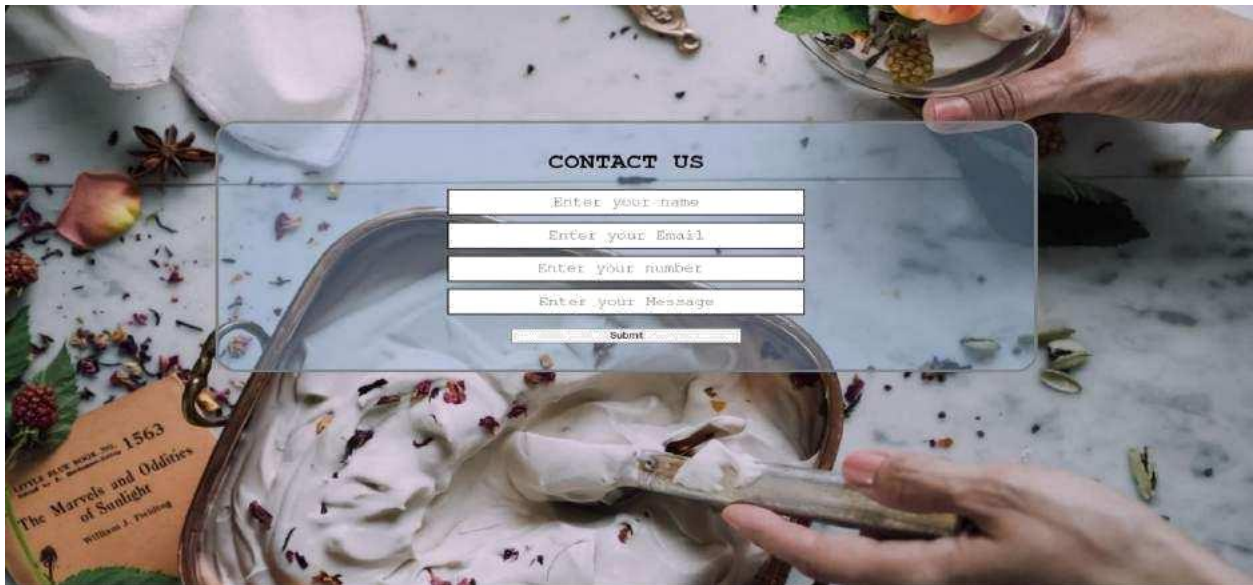 CONTACT US
Enter your name
Enter your Email
Enter your number
Enter your Message
Submit
LITTLE BLUE BOOK NO. 1563
The Marvels and Oddities
of Sunlight
William J. Fielding